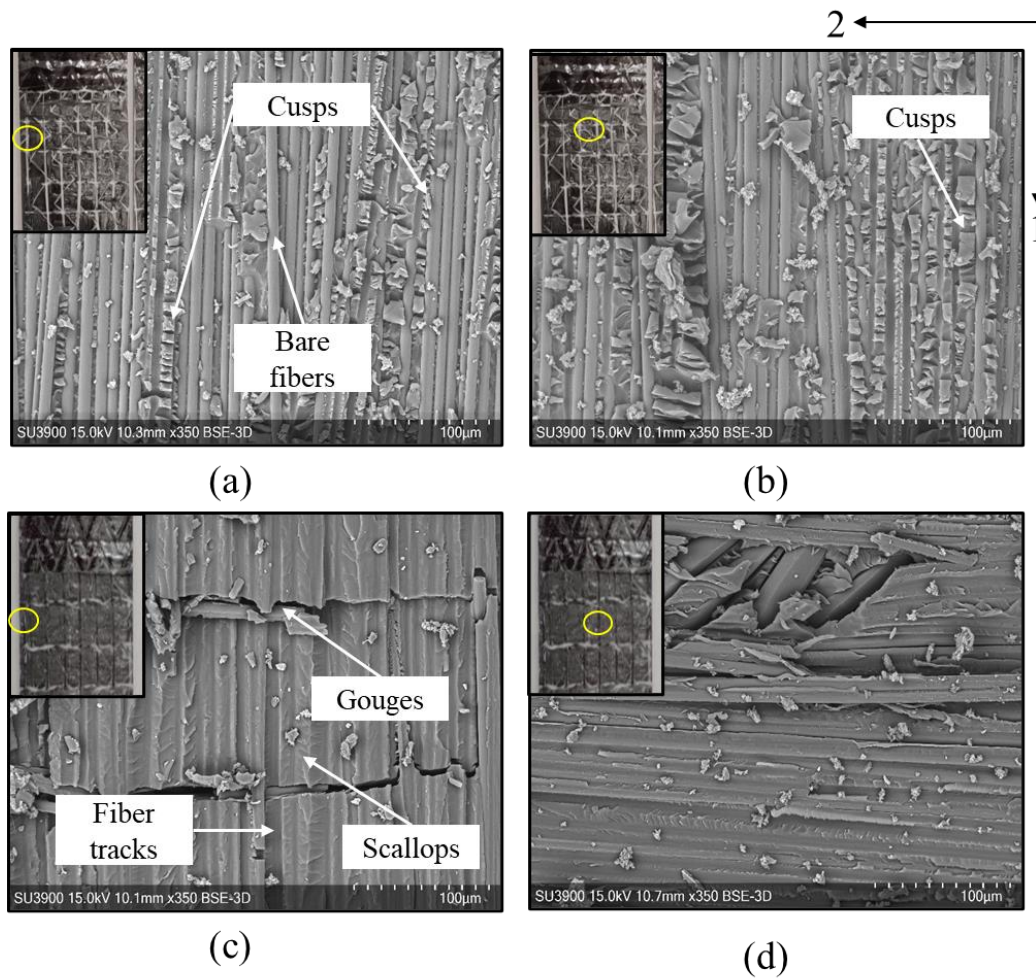 2
Cusps
Bare
fibers
SU3900 15.0kV 10.3mm x350 BSE-3D
100µm
(a)
Cusps
SU3900 15.0kV 10.1mm x350 BSE-3D
100µm
(b)
Gouges
Fiber
tracks
Scallops
SU3900 15.0kV 10.1mm x350 BSE-3D
100µm
(c)
SU3900 15.0kV 10.7mm x350 BSE-3D
100µm
(d)